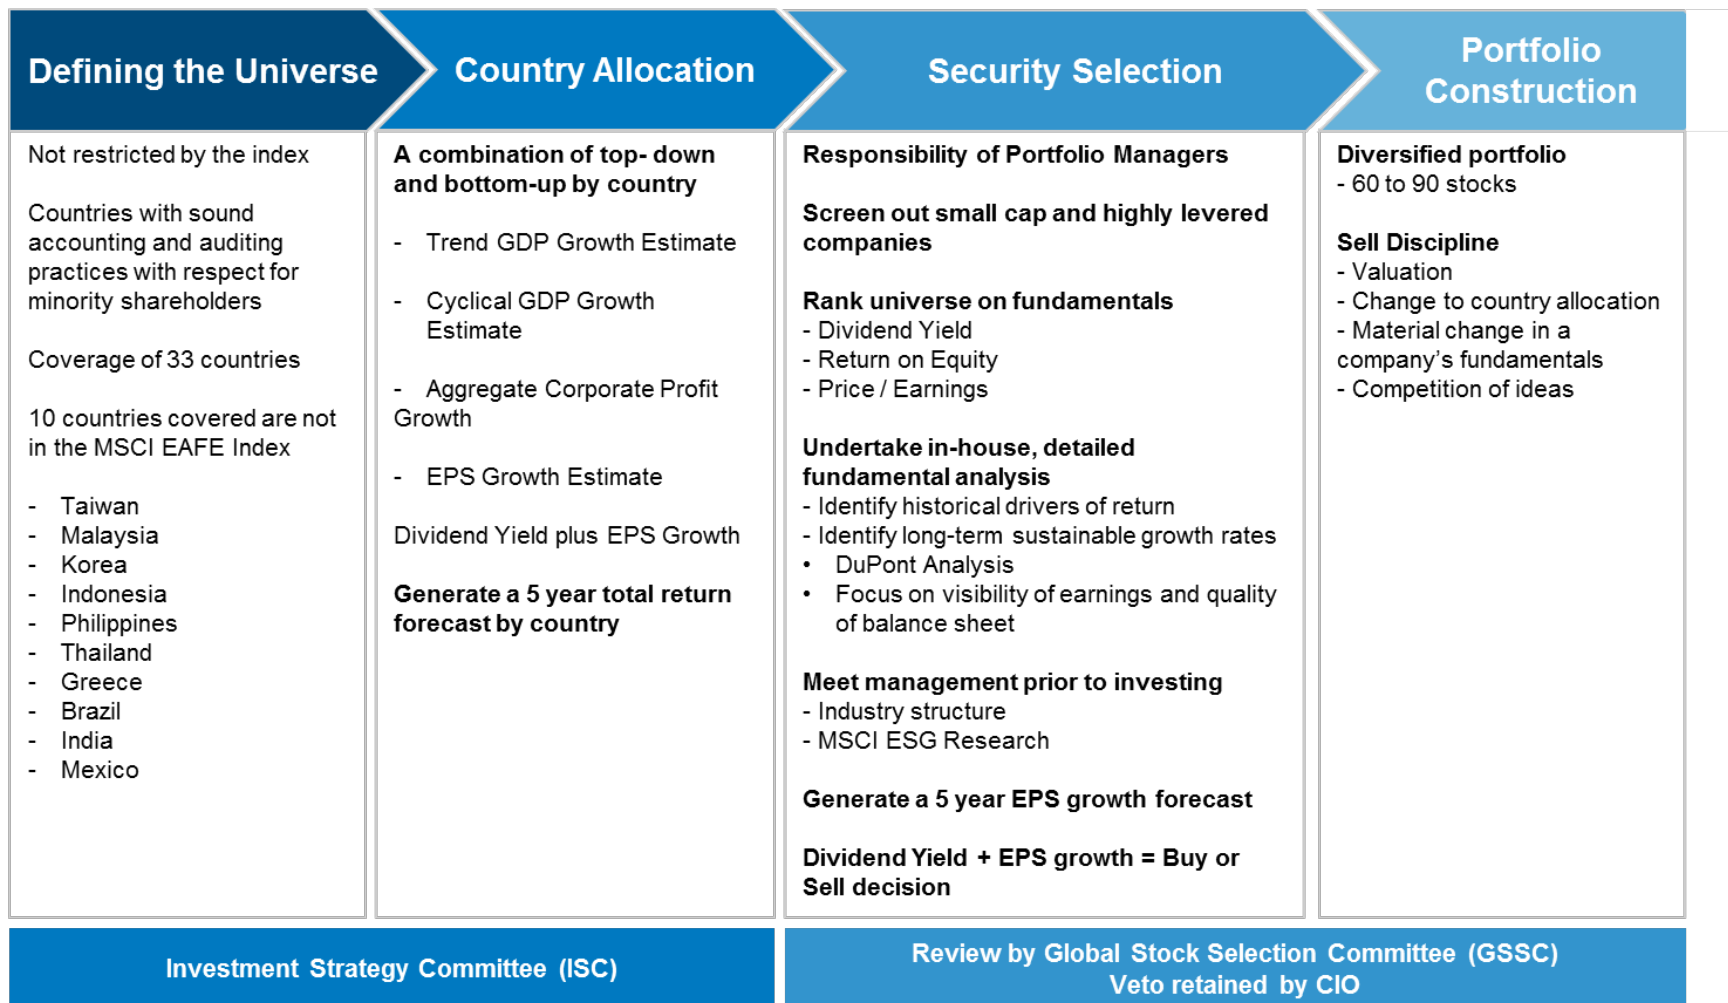 Defining the Universe
Not restricted by the index
Countries with sound
accounting and auditing
practices with respect for
minority shareholders
Coverage of 33 countries
10 countries covered are not
in the MSCI EAFE Index
- Taiwan
- Malaysia
- Korea
- Indonesia
- Philippines
- Thailand
- Greece
- Brazil
- India
- Mexico
Country Allocation
A combination of top- down
and bottom-up by country
- Trend GDP Growth Estimate
- Cyclical GDP Growth
Estimate
- Aggregate Corporate Profit
Growth
- EPS Growth Estimate
Dividend Yield plus EPS Growth
Generate a 5 year total return
forecast by country
Security Selection
Responsibility of Portfolio Managers
Screen out small cap and highly levered
companies
Rank universe on fundamentals
- Dividend Yield
- Return on Equity
- Price / Earnings
Undertake in-house, detailed
fundamental analysis
- Identify historical drivers of return
- Identify long-term sustainable growth rates
• DuPont Analysis
• Focus on visibility of earnings and quality
of balance sheet
Meet management prior to investing
- Industry structure
- MSCI ESG Research
Generate a 5 year EPS growth forecast
Dividend Yield + EPS growth = Buy or
Sell decision
Portfolio
Construction
Diversified portfolio
- 60 to 90 stocks
Sell Discipline
- Valuation
- Change to country allocation
- Material change in a
company's fundamentals
- Competition of ideas
Investment Strategy Committee (ISC)
Review by Global Stock Selection Committee (GSSC)
Veto retained by CIO